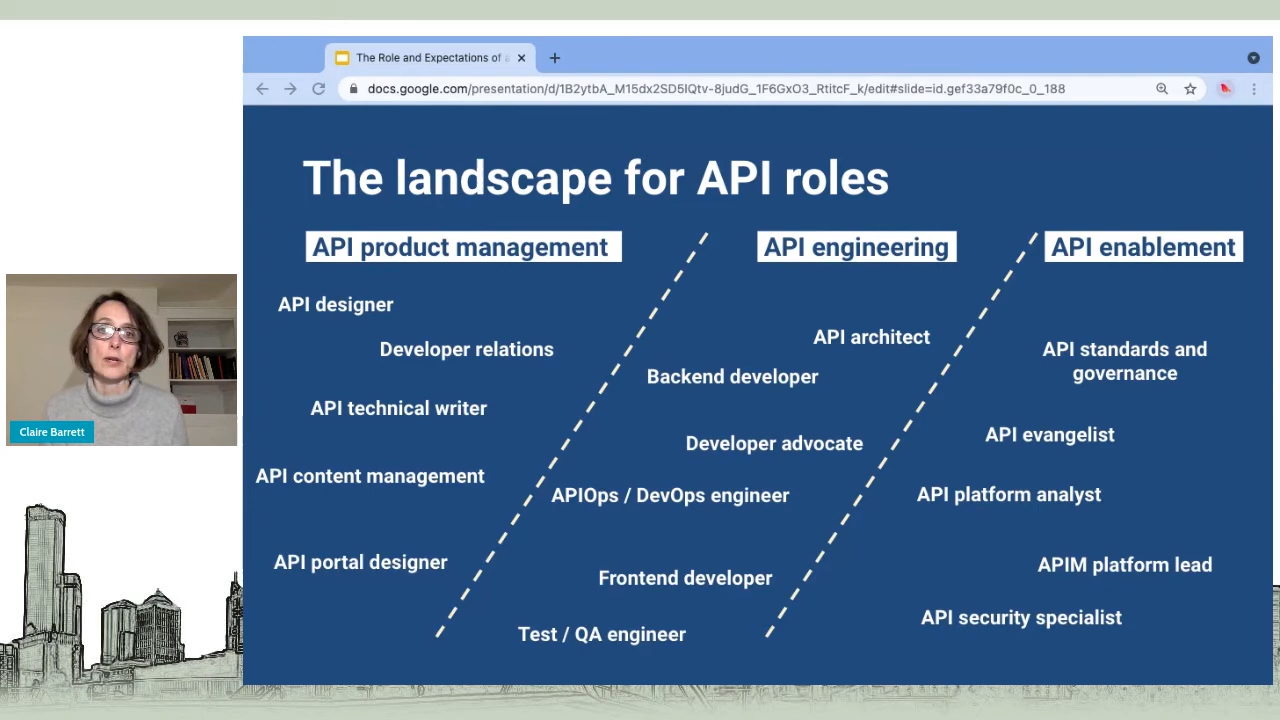 The Role and Expectations of a
docs.google.com/presentation/d/1B2ytbA_M15dx2SD5IQtv-8judG_1F6GxO3_RtitcF_k/edit#slide=id.gef33a79f0c_0_188
The landscape for API roles
API product management
API engineering
API enablement
API designer
Developer relations
API technical writer
API content management
API portal designer
API architect
Backend developer
Developer advocate
APIOps / DevOps engineer
Frontend developer
Test / QA engineer
API standards and
governance
API evangelist
API platform analyst
APIM platform lead
API security specialist
Claire Barrett